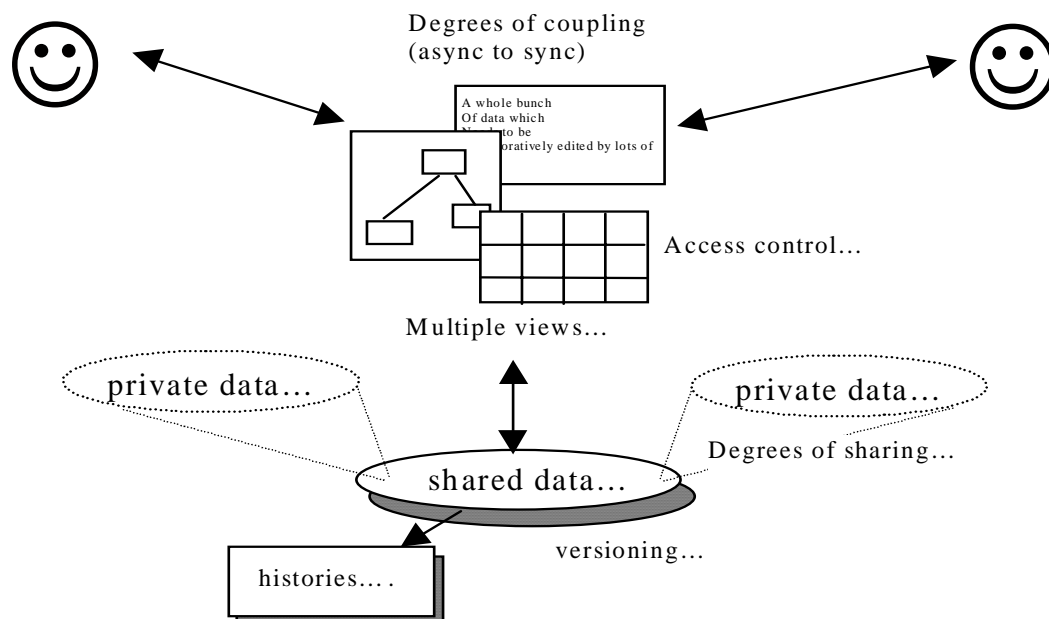 Degrees of coupling
(async to sync)
A whole bunch
Of data which
to be
edited by lots of
Access control...
Multiple views...
private data...
private data...
Degrees of sharing...
shared data...
versioning...
histories... .